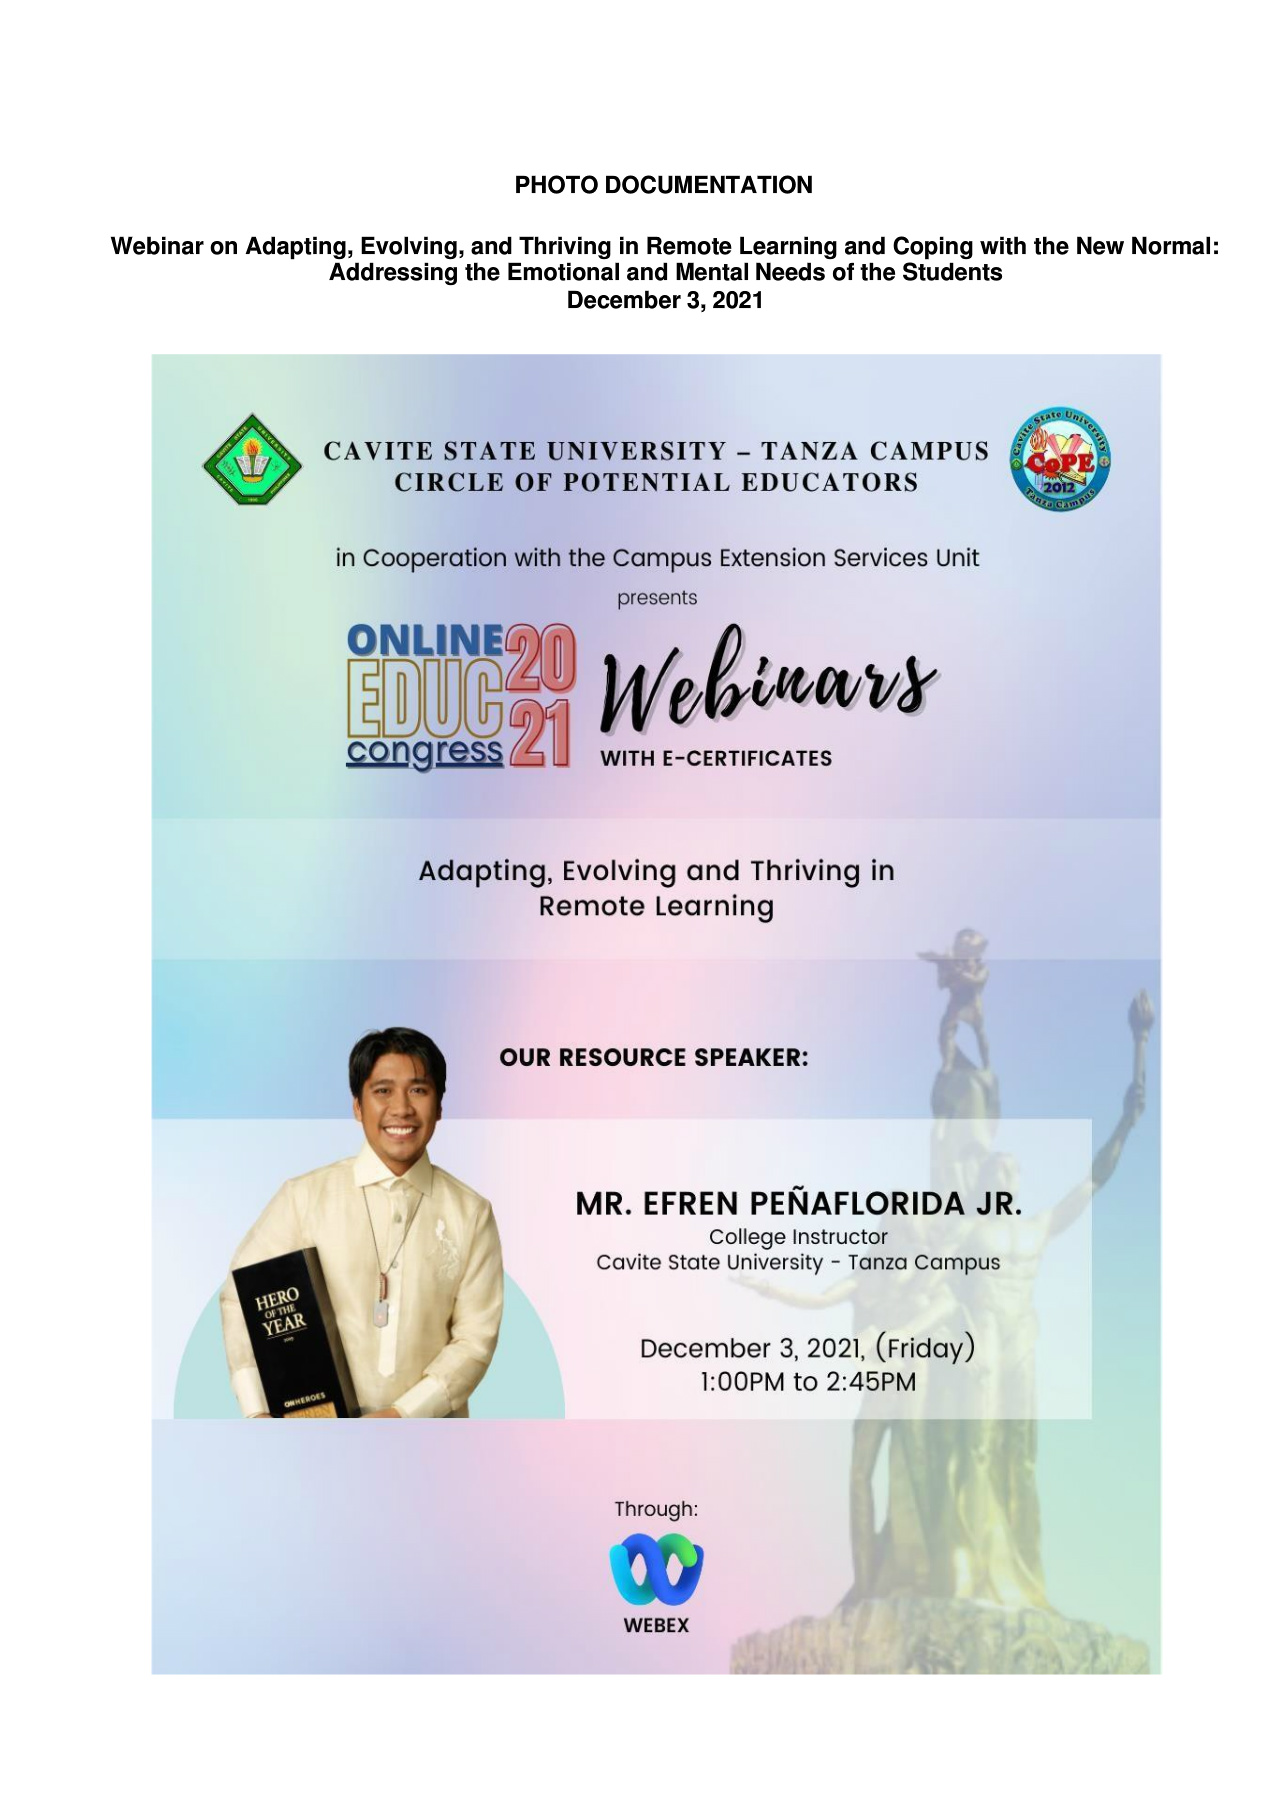 PHOTO DOCUMENTATION
Webinar on Adapting, Evolving, and Thriving in Remote Learning and Coping with the New Normal:
Addressing the Emotional and Mental Needs of the Students
December 3, 2021
CAVITE STATE UNIVERSITY – TANZA CAMPUS
CIRCLE OF POTENTIAL EDUCATORS
Cavite State University
CoPE
2012
Tanza Campus
in Cooperation with the Campus Extension Services Unit
presents
ONLINE
EDUC
congress
20
21
Webinars
WITH E-CERTIFICATES
Adapting, Evolving and Thriving in
Remote Learning
OUR RESOURCE SPEAKER:
HERO
OF THE
YEAR
HEROES
MR. EFREN PEÑAFLORIDA JR.
College Instructor
Cavite State University - Tanza Campus
December 3, 2021, (Friday)
1:00PM to 2:45PM
Through:
WEBEX